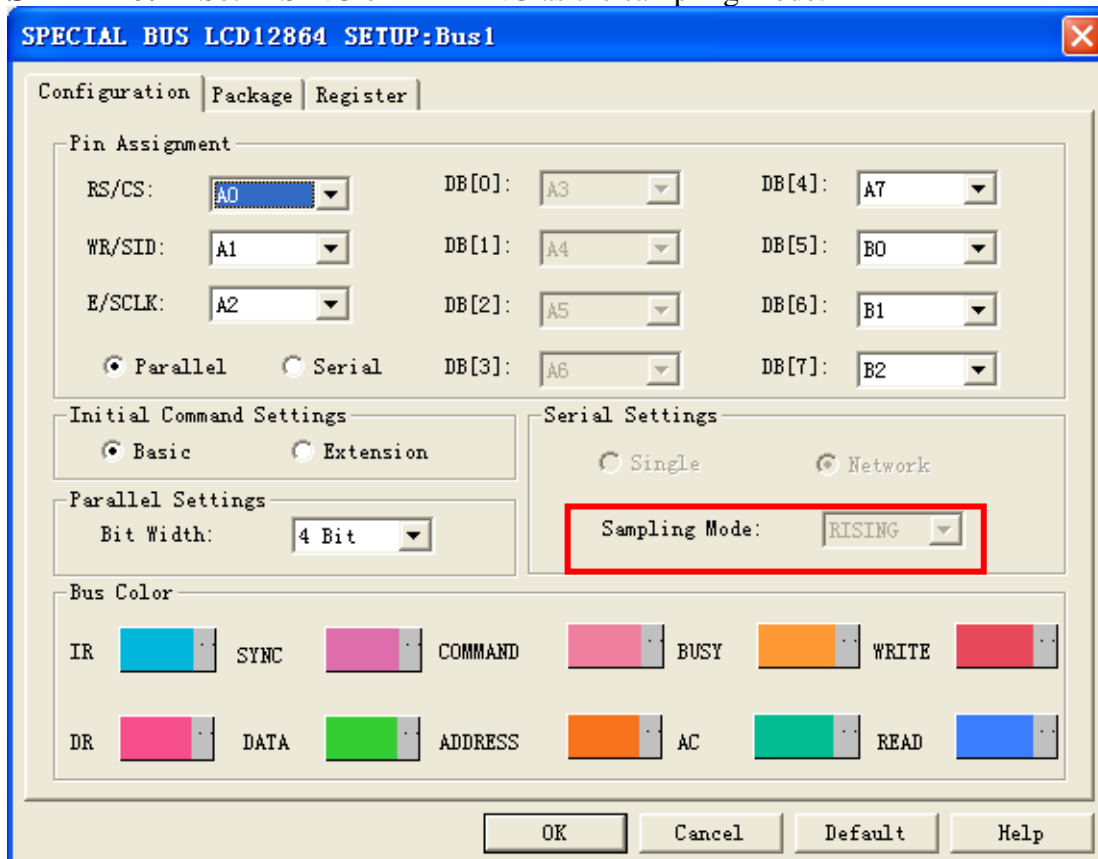 SPECIAL BUS LCD12864 SETUP:Bus1
Configuration Package Register
Pin Assignment
RS/CS: A0 DB[0]: A3 DB[4]: A7
WR/SID: A1 DB[1]: A4 DB[5]: B0
E/SCLK: A2 DB[2]: A5 DB[6]: B1
Parallel Serial DB[3]: A6 DB[7]: B2
Initial Command Settings
Basic Extension
Serial Settings
Single Network
Parallel Settings
Bit Width: 4 Bit
Sampling Mode: RISING
Bus Color
IR SYNC COMMAND BUSY WRITE
DR DATA ADDRESS AC READ
OK Cancel Default Help